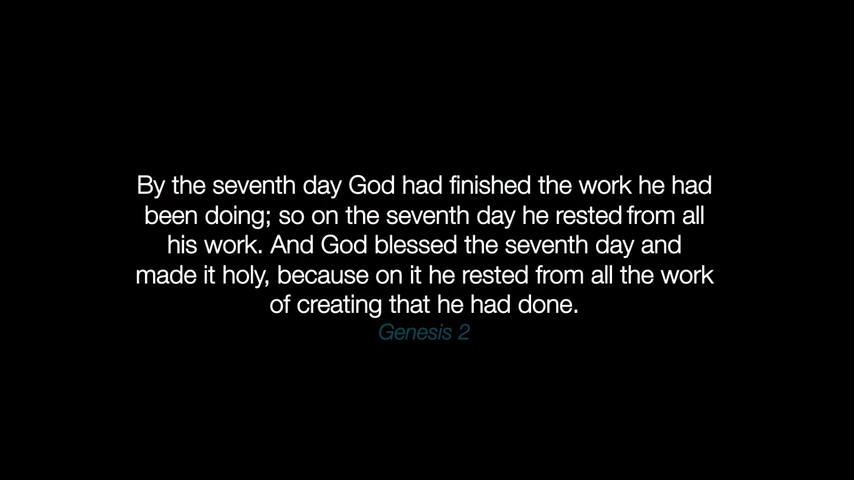 By the seventh day God had finished the work he had
been doing; so on the seventh day he rested from all
his work. And God blessed the seventh day and
made it holy, because on it he rested from all the work
of creating that he had done.
Genesis 2